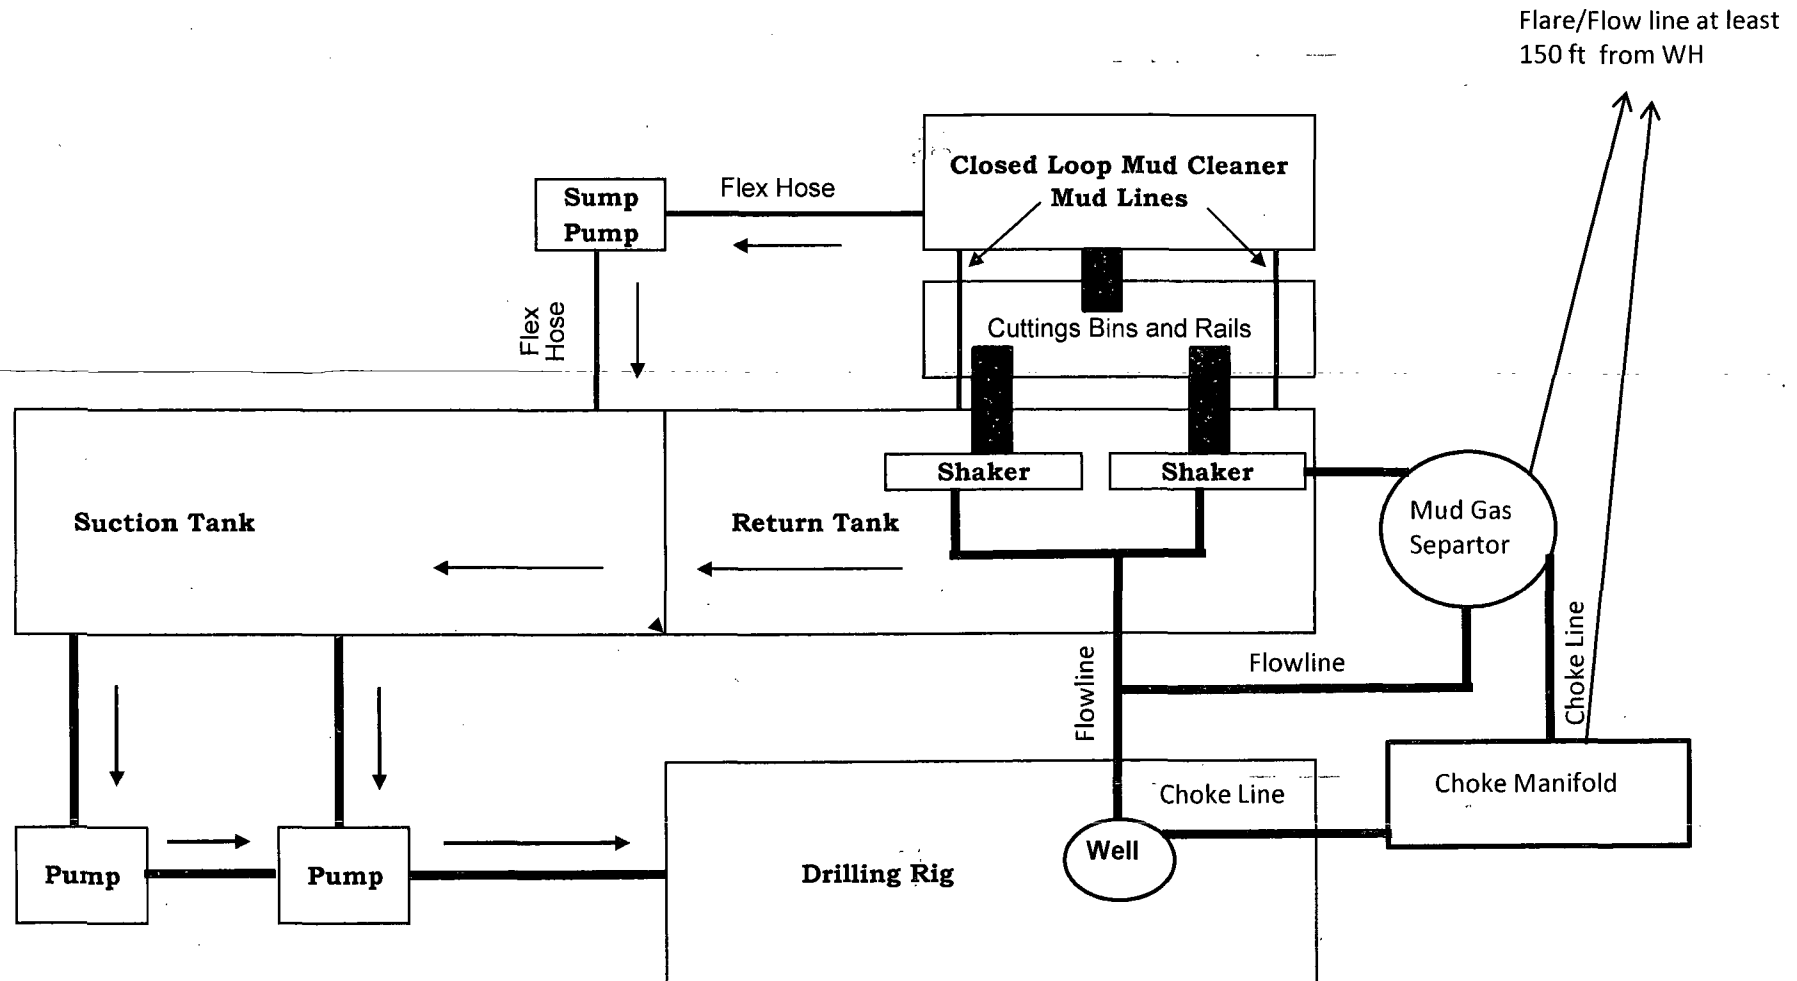 Flare/Flow line at least
150 ft from WH
Closed Loop Mud Cleaner
Mud Lines
Flex Hose
Sump
Pump
Flex
Hose
Cuttings Bins and Rails
Shaker
Shaker
Suction Tank
Return Tank
Mud Gas
Separtor
Flowline
Flowline
Choke Line
Choke Line
Choke Manifold
Well
Pump
Pump
Drilling Rig